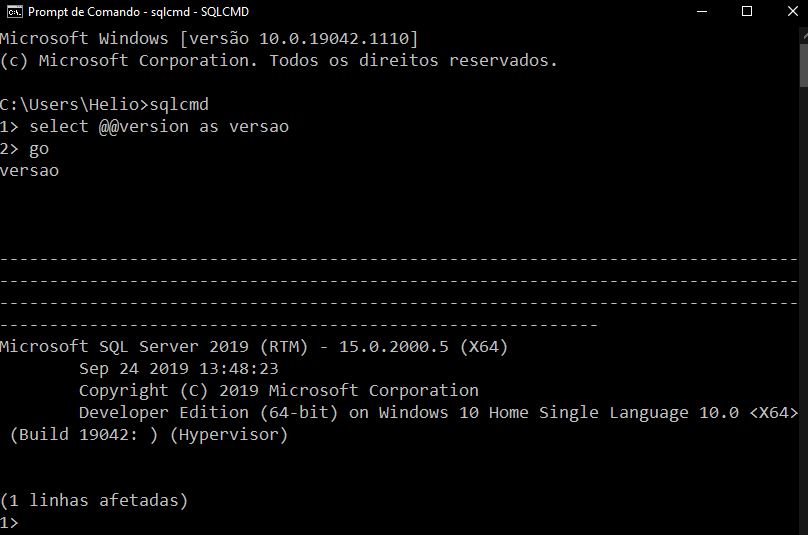 Prompt de Comando - sqlcmd - SQLCMD
Microsoft Windows [versão 10.0.19042.1110]
(c) Microsoft Corporation. Todos os direitos reservados.
C:\Users\Helio>sqlcmd
1> select @@version as versao
2> go
versao
--------------------------------------------------------------------------------
--------------------------------------------------------------------------------
--------------------------------------------------------------------------------
------------------------------------------------------------
Microsoft SQL Server 2019 (RTM) - 15.0.2000.5 (X64)
Sep 24 2019 13:48:23
Copyright (C) 2019 Microsoft Corporation
Developer Edition (64-bit) on Windows 10 Home Single Language 10.0 <X64>
(Build 19042: ) (Hypervisor)
(1 linhas afetadas)
1>